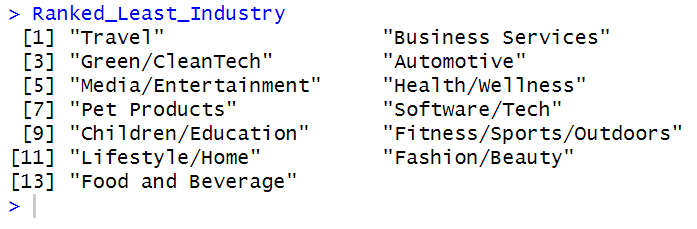 > Ranked_Least_Industry
[1] "Travel" "Business Services"
[3] "Green/CleanTech" "Automotive"
[5] "Media/Entertainment" "Health/Wellness"
[7] "Pet Products" "Software/Tech"
[9] "Children/Education" "Fitness/Sports/Outdoors"
[11] "Lifestyle/Home" "Fashion/Beauty"
[13] "Food and Beverage"
>